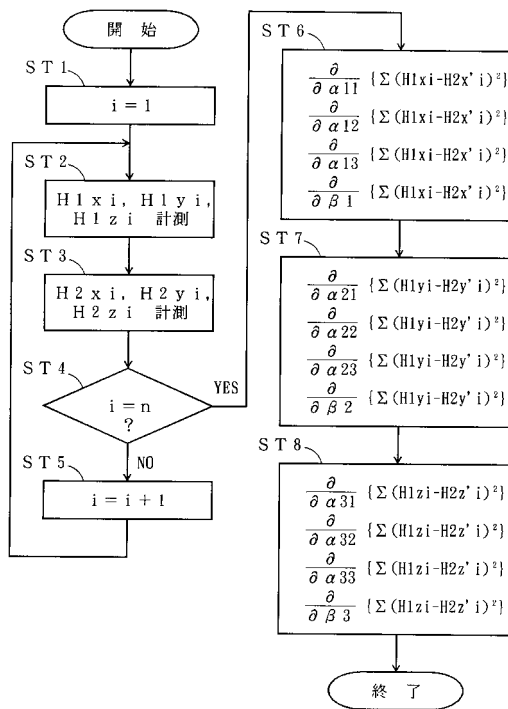 開 始
ST1
i = 1
ST2
H1xi, H1yi,
H1zi 計測
ST3
H2xi, H2yi,
H2zi 計測
ST4
i = n
?
YES
NO
ST5
i = i + 1
ST6
∂/∂α11 {Σ(H1xi-H2x'i)²}
∂/∂α12 {Σ(H1xi-H2x'i)²}
∂/∂α13 {Σ(H1xi-H2x'i)²}
∂/∂β1 {Σ(H1xi-H2x'i)²}
ST7
∂/∂α21 {Σ(H1yi-H2y'i)²}
∂/∂α22 {Σ(H1yi-H2y'i)²}
∂/∂α23 {Σ(H1yi-H2y'i)²}
∂/∂β2 {Σ(H1yi-H2y'i)²}
ST8
∂/∂α31 {Σ(H1zi-H2z'i)²}
∂/∂α32 {Σ(H1zi-H2z'i)²}
∂/∂α33 {Σ(H1zi-H2z'i)²}
∂/∂β3 {Σ(H1zi-H2z'i)²}
終 了